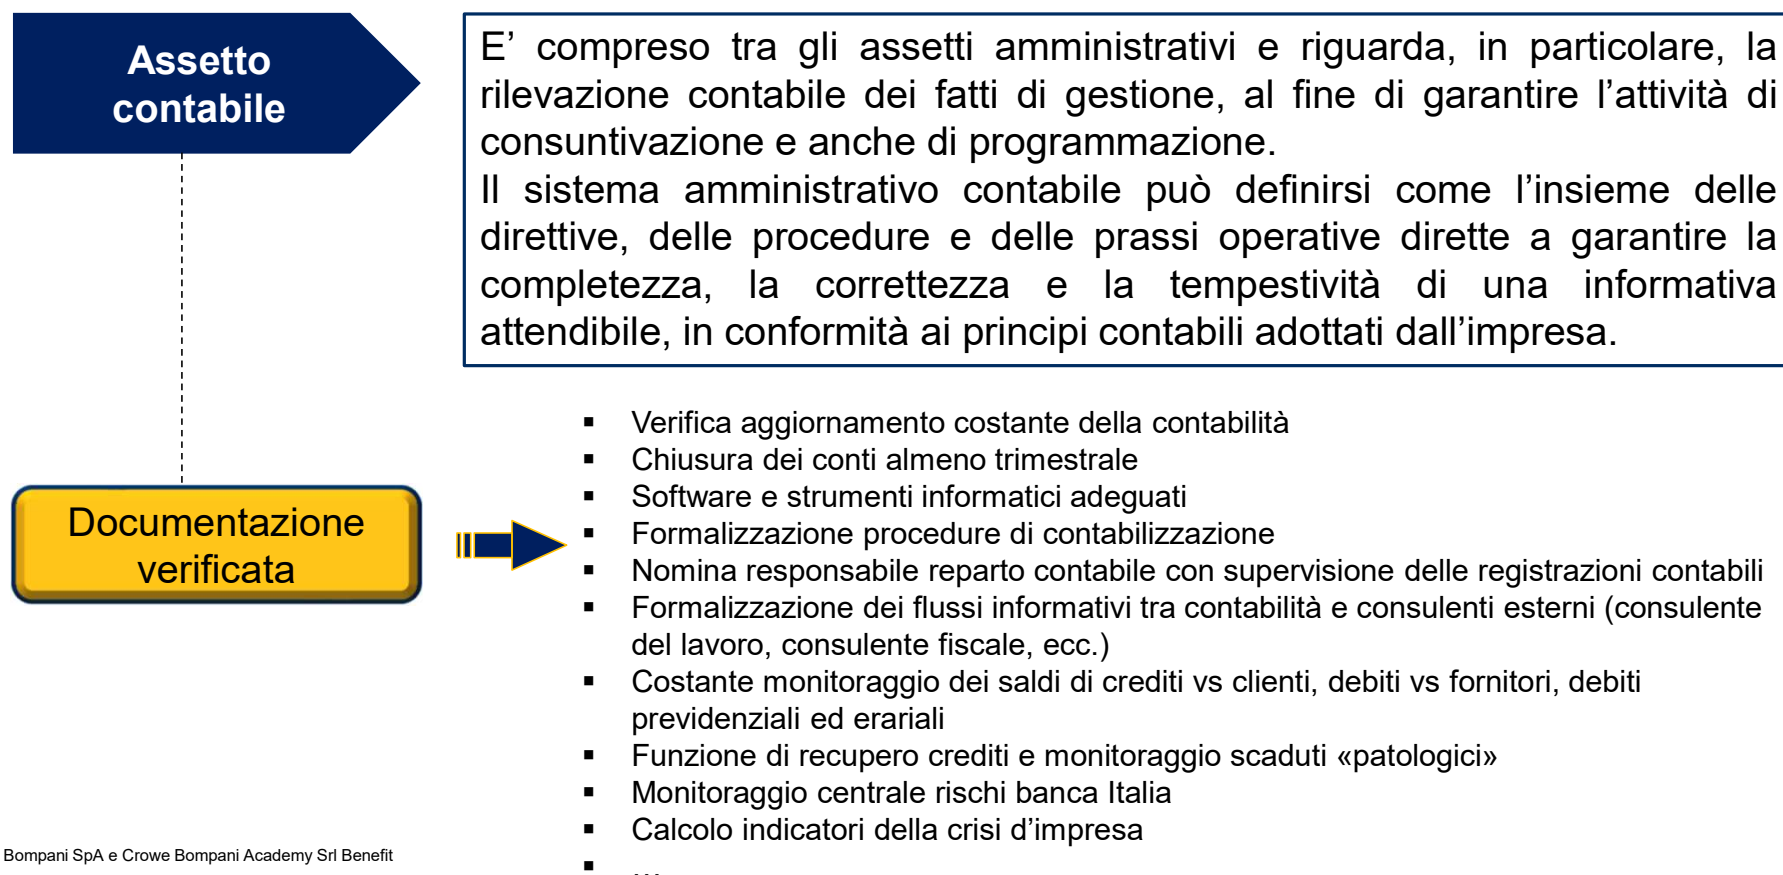 Assetto
contabile
E’ compreso tra gli assetti amministrativi e riguarda, in particolare, la
rilevazione contabile dei fatti di gestione, al fine di garantire l’attività di
consuntivazione e anche di programmazione.
Il sistema amministrativo contabile può definirsi come l’insieme delle
direttive, delle procedure e delle prassi operative dirette a garantire la
completezza, la correttezza e la tempestività di una informativa
attendibile, in conformità ai principi contabili adottati dall’impresa.
Documentazione
verificata
▪ Verifica aggiornamento costante della contabilità
▪ Chiusura dei conti almeno trimestrale
▪ Software e strumenti informatici adeguati
▪ Formalizzazione procedure di contabilizzazione
▪ Nomina responsabile reparto contabile con supervisione delle registrazioni contabili
▪ Formalizzazione dei flussi informativi tra contabilità e consulenti esterni (consulente
del lavoro, consulente fiscale, ecc.)
▪ Costante monitoraggio dei saldi di crediti vs clienti, debiti vs fornitori, debiti
previdenziali ed erariali
▪ Funzione di recupero crediti e monitoraggio scaduti «patologici»
▪ Monitoraggio centrale rischi banca Italia
▪ Calcolo indicatori della crisi d’impresa
▪ …
Bompani SpA e Crowe Bompani Academy Srl Benefit